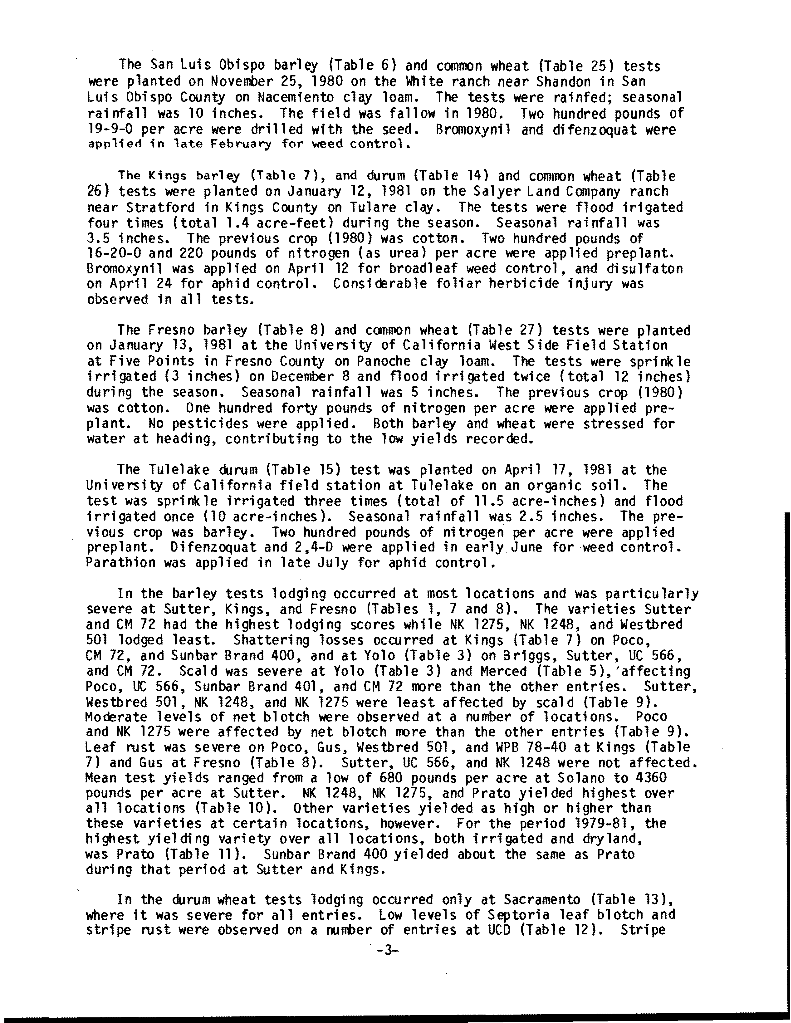 The San Luis Obispo barley (Table 6) and common wheat (Table 25) tests
were planted on November 25, 1980 on the White ranch near Shandon in San
Luis Obispo County on Nacemiento clay loam. The tests were rainfed; seasonal
rainfall was 10 inches. The field was fallow in 1980. Two hundred pounds of
19-9-0 per acre were drilled with the seed. Bromoxynil and difenzoquat were
applied in late February for weed control.
The Kings barley (Table 7), and durum (Table 14) and common wheat (Table
26) tests were planted on January 12, 1981 on the Salyer Land Company ranch
near Stratford in Kings County on Tulare clay. The tests were flood irigated
four times (total 1.4 acre-feet) during the season. Seasonal rainfall was
3.5 inches. The previous crop (1980) was cotton. Two hundred pounds of
16-20-0 and 220 pounds of nitrogen (as urea) per acre were applied preplant.
Bromoxynil was applied on April 12 for broadleaf weed control, and disulfaton
on April 24 for aphid control. Considerable foliar herbicide injury was
observed in all tests.
The Fresno barley (Table 8) and common wheat (Table 27) tests were planted
on January 13, 1981 at the University of California West Side Field Station
at Five Points in Fresno County on Panoche clay loam. The tests were sprinkle
irrigated (3 inches) on December 8 and flood irrigated twice (total 12 inches)
during the season. Seasonal rainfall was 5 inches. The previous crop (1980)
was cotton. One hundred forty pounds of nitrogen per acre were applied pre-
plant. No pesticides were applied. Both barley and wheat were stressed for
water at heading, contributing to the low yields recorded.
The Tulelake durum (Table 15) test was planted on April 17, 1981 at the
University of California field station at Tulelake on an organic soil. The
test was sprinkle irrigated three times (total of 11.5 acre-inches) and flood
irrigated once (10 acre-inches). Seasonal rainfall was 2.5 inches. The pre-
vious crop was barley. Two hundred pounds of nitrogen per acre were applied
preplant. Difenzoquat and 2,4-D were applied in early June for weed control.
Parathion was applied in late July for aphid control.
In the barley tests lodging occurred at most locations and was particularly
severe at Sutter, Kings, and Fresno (Tables 1, 7 and 8). The varieties Sutter
and CM 72 had the highest lodging scores while NK 1275, NK 1248, and Westbred
501 lodged least. Shattering losses occurred at Kings (Table 7) on Poco,
CM 72, and Sunbar Brand 400, and at Yolo (Table 3) on Briggs, Sutter, UC 566,
and CM 72. Scald was severe at Yolo (Table 3) and Merced (Table 5), affecting
Poco, UC 566, Sunbar Brand 401, and CM 72 more than the other entries. Sutter,
Westbred 501, NK 1248, and NK 1275 were least affected by scald (Table 9).
Moderate levels of net blotch were observed at a number of locations. Poco
and NK 1275 were affected by net blotch more than the other entries (Table 9).
Leaf rust was severe on Poco, Gus, Westbred 501, and WPB 78-40 at Kings (Table
7) and Gus at Fresno (Table 8). Sutter, UC 566, and NK 1248 were not affected.
Mean test yields ranged from a low of 680 pounds per acre at Solano to 4360
pounds per acre at Sutter. NK 1248, NK 1275, and Prato yielded highest over
all locations (Table 10). Other varieties yielded as high or higher than
these varieties at certain locations, however. For the period 1979-81, the
highest yielding variety over all locations, both irrigated and dryland,
was Prato (Table 11). Sunbar Brand 400 yielded about the same as Prato
during that period at Sutter and Kings.
In the durum wheat tests lodging occurred only at Sacramento (Table 13),
where it was severe for all entries. Low levels of Septoria leaf blotch and
stripe rust were observed on a number of entries at UCD (Table 12). Stripe
-3-